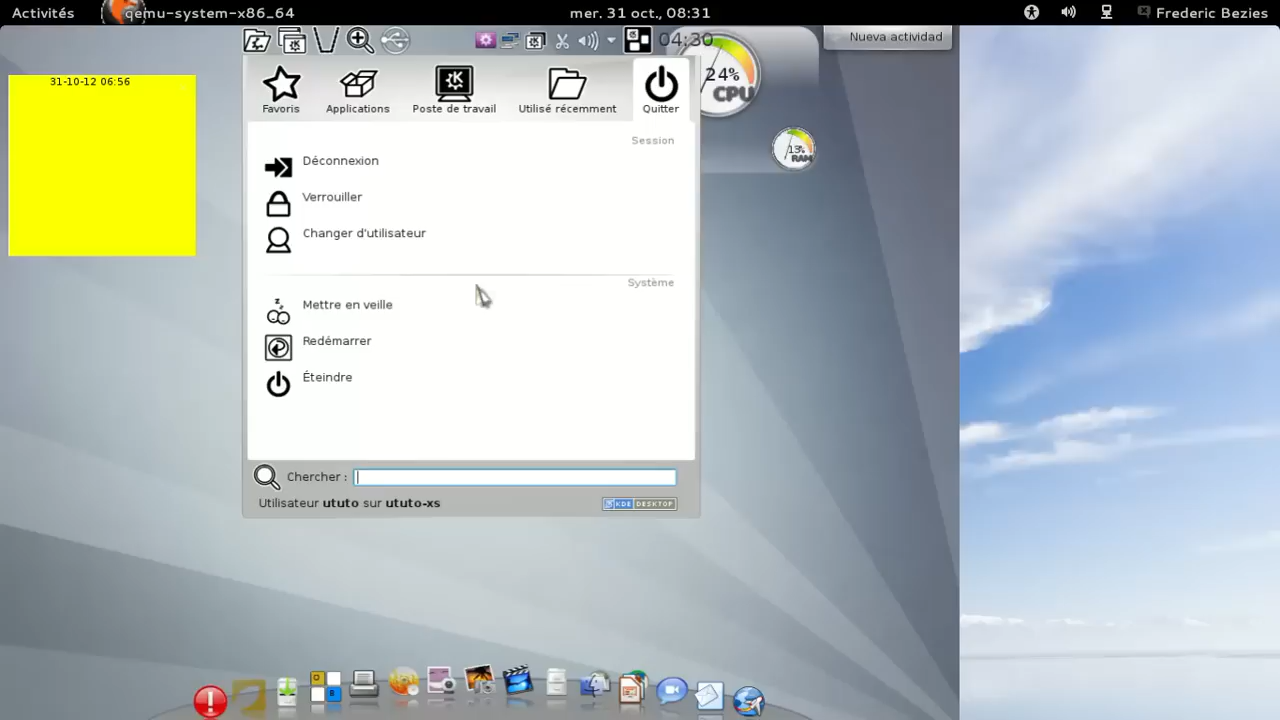 Activités
qemu-system-x86_64
mer. 31 oct., 08:31
Frederic Bezies
04:30
Nueva actividad
31-10-12 06:56
24%
CPU
13%
RAM
Favoris
Applications
Poste de travail
Utilisé récemment
Quitter
Session
Déconnexion
Verrouiller
Changer d'utilisateur
Système
Mettre en veille
Redémarrer
Éteindre
Chercher :
Utilisateur ututo sur ututo-xs
KDE DESKTOP